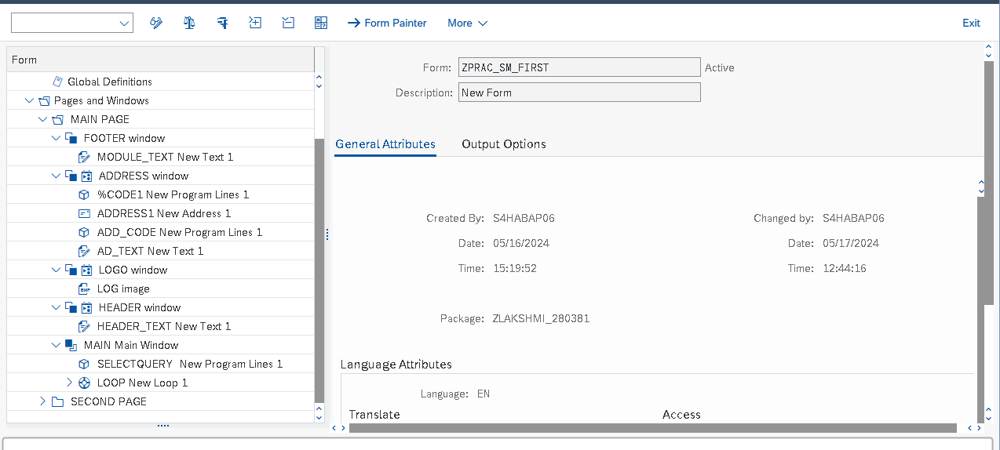 Form Painter More Exit
Form
Global Definitions
Pages and Windows
MAIN PAGE
FOOTER window
MODULE_TEXT New Text 1
ADDRESS window
%CODE1 New Program Lines 1
ADDRESS1 New Address 1
ADD_CODE New Program Lines 1
AD_TEXT New Text 1
LOGO window
LOG image
HEADER window
HEADER_TEXT New Text 1
MAIN Main Window
SELECTQUERY New Program Lines 1
LOOP New Loop 1
SECOND PAGE
Form: ZPRAC_SM_FIRST Active
Description: New Form
General Attributes Output Options
Created By: S4HABAP06 Changed by: S4HABAP06
Date: 05/16/2024 Date: 05/17/2024
Time: 15:19:52 Time: 12:44:16
Package: ZLAKSHMI_280381
Language Attributes
Language: EN
Translate Access